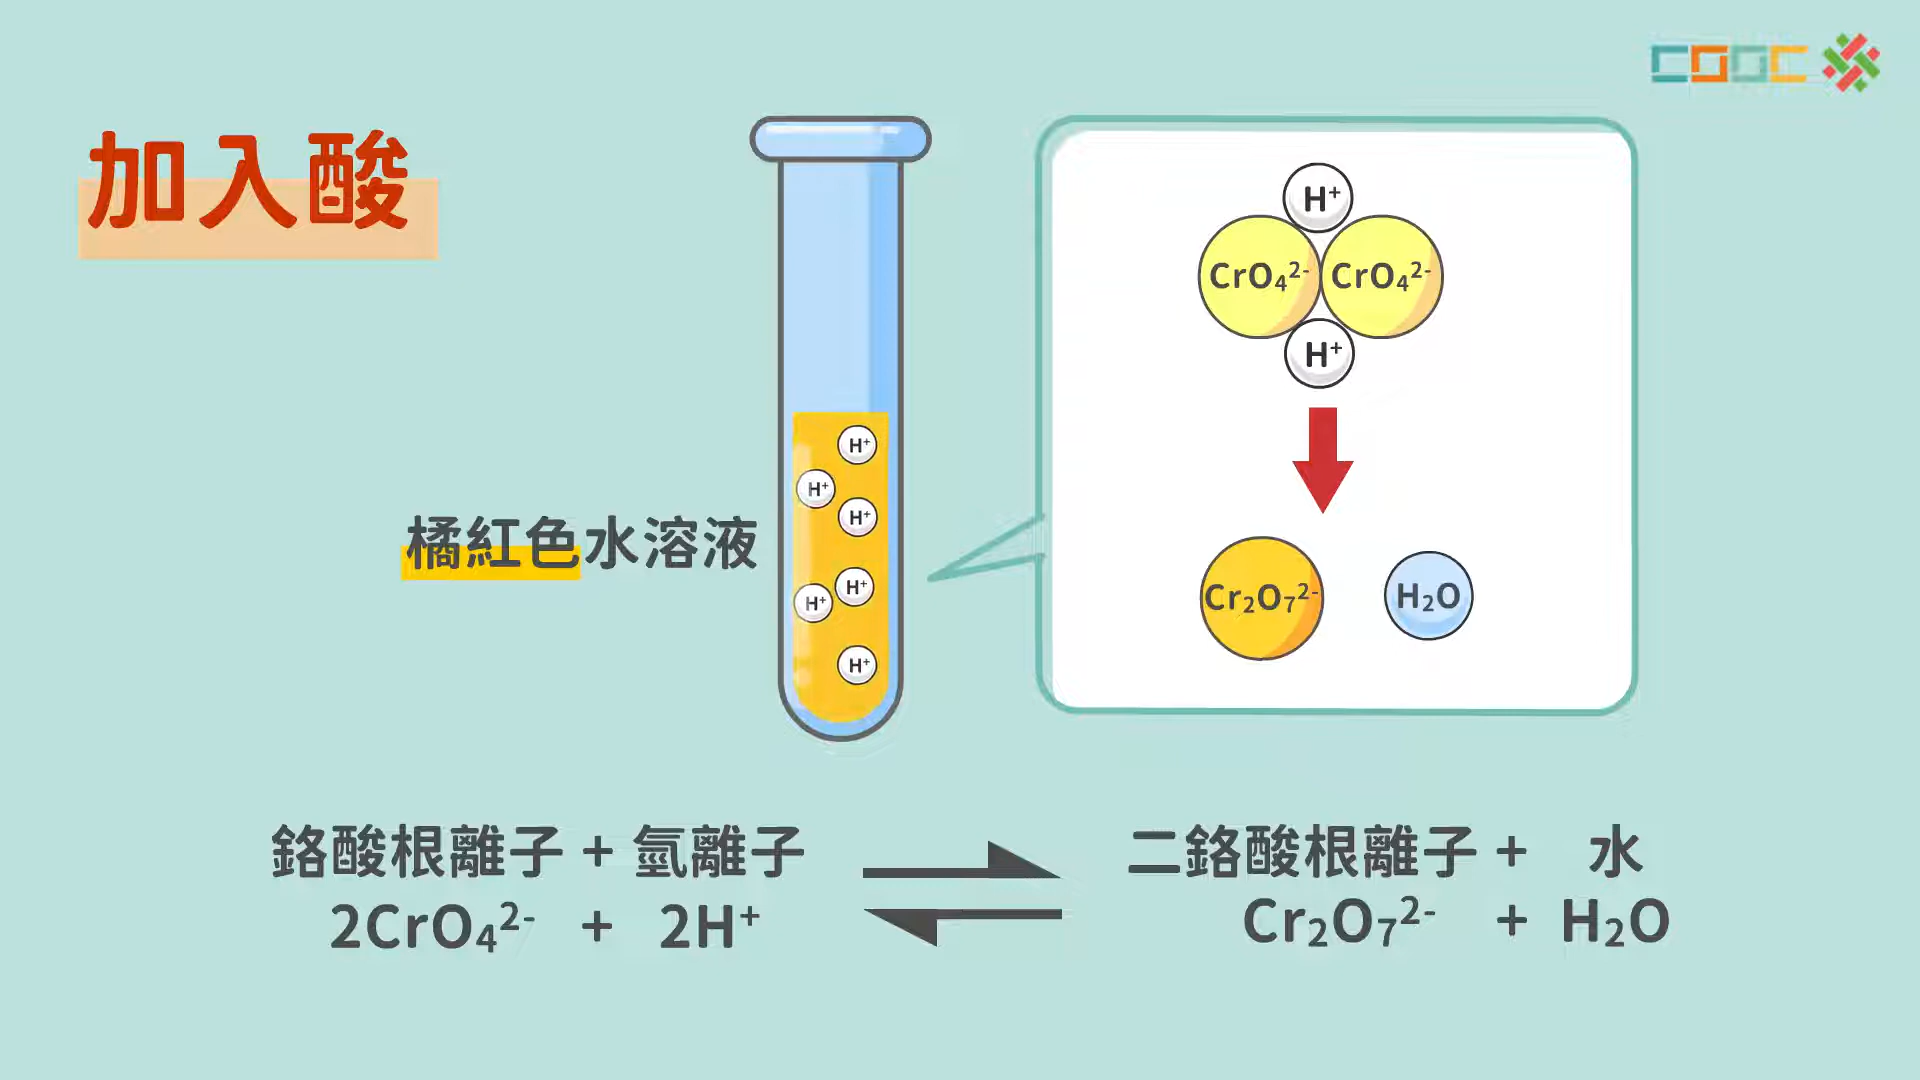 COOC
加入酸
H⁺
CrO₄²⁻ CrO₄²⁻
H⁺
H⁺
H⁺
H⁺
橘紅色水溶液
H⁺
H⁺
H⁺
Cr₂O₇²⁻ H₂O
鉻酸根離子 + 氫離子 ⇌ 二鉻酸根離子 + 水
2CrO₄²⁻ + 2H⁺ Cr₂O₇²⁻ + H₂O